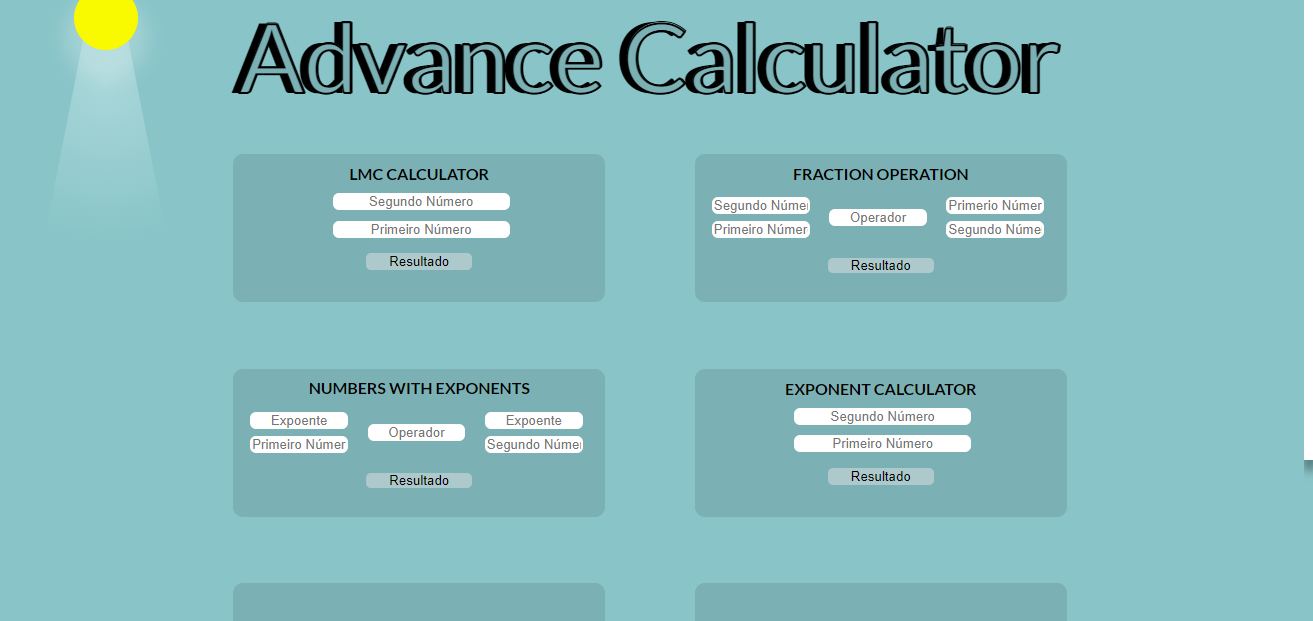 Advance Calculator
LMC CALCULATOR
Segundo Número
Primeiro Número
Resultado
FRACTION OPERATION
Segundo Núme
Primeiro Númer
Operador
Primerio Númer
Segundo Núme
Resultado
NUMBERS WITH EXPONENTS
Expoente
Primeiro Númer
Operador
Expoente
Segundo Núme
Resultado
EXPONENT CALCULATOR
Segundo Número
Primeiro Número
Resultado